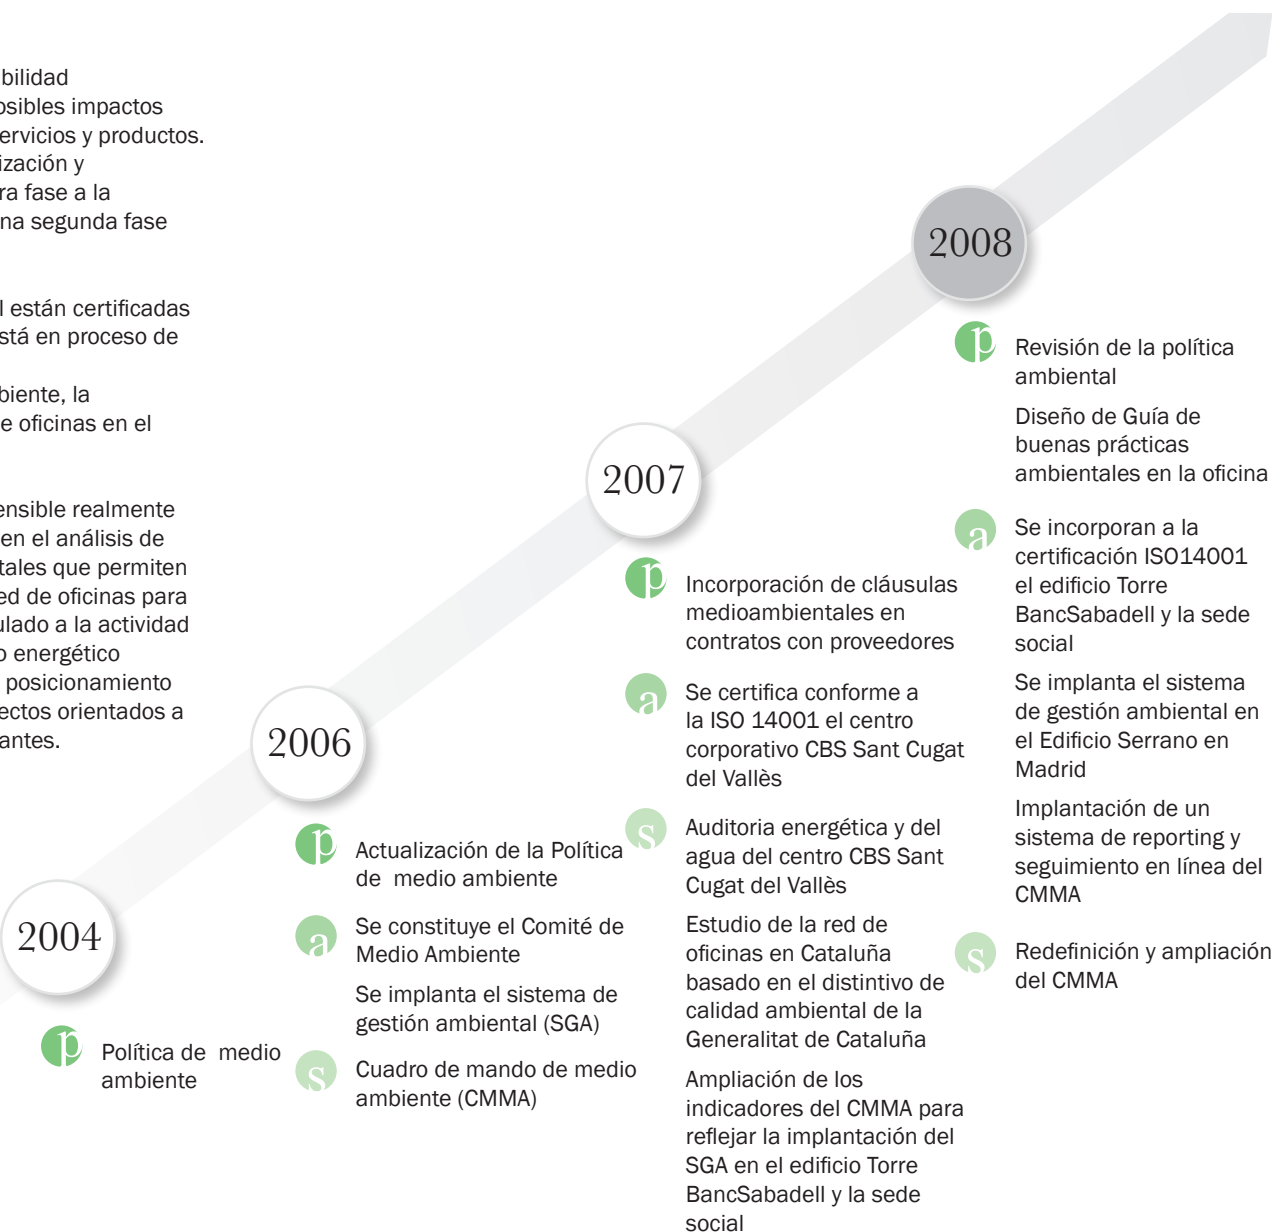 bilidad
osibles impactos
ervicios y productos.
ización y
ra fase a la
na segunda fase
l están certificadas
stá en proceso de
biente, la
e oficinas en el
ensible realmente
en el análisis de
tales que permiten
ed de oficinas para
ulado a la actividad
o energético
posicionamiento
ectos orientados a
antes.
2004
p
Política de medio
ambiente
2006
p
Actualización de la Política
de medio ambiente
a
Se constituye el Comité de
Medio Ambiente
Se implanta el sistema de
gestión ambiental (SGA)
s
Cuadro de mando de medio
ambiente (CMMA)
2007
p
Incorporación de cláusulas
medioambientales en
contratos con proveedores
a
Se certifica conforme a
la ISO 14001 el centro
corporativo CBS Sant Cugat
del Vallès
s
Auditoria energética y del
agua del centro CBS Sant
Cugat del Vallès
Estudio de la red de
oficinas en Cataluña
basado en el distintivo de
calidad ambiental de la
Generalitat de Cataluña
Ampliación de los
indicadores del CMMA para
reflejar la implantación del
SGA en el edificio Torre
BancSabadell y la sede
social
2008
p
Revisión de la política
ambiental
Diseño de Guía de
buenas prácticas
ambientales en la oficina
a
Se incorporan a la
certificación ISO14001
el edificio Torre
BancSabadell y la sede
social
Se implanta el sistema
de gestión ambiental en
el Edificio Serrano en
Madrid
Implantación de un
sistema de reporting y
seguimiento en línea del
CMMA
s
Redefinición y ampliación
del CMMA